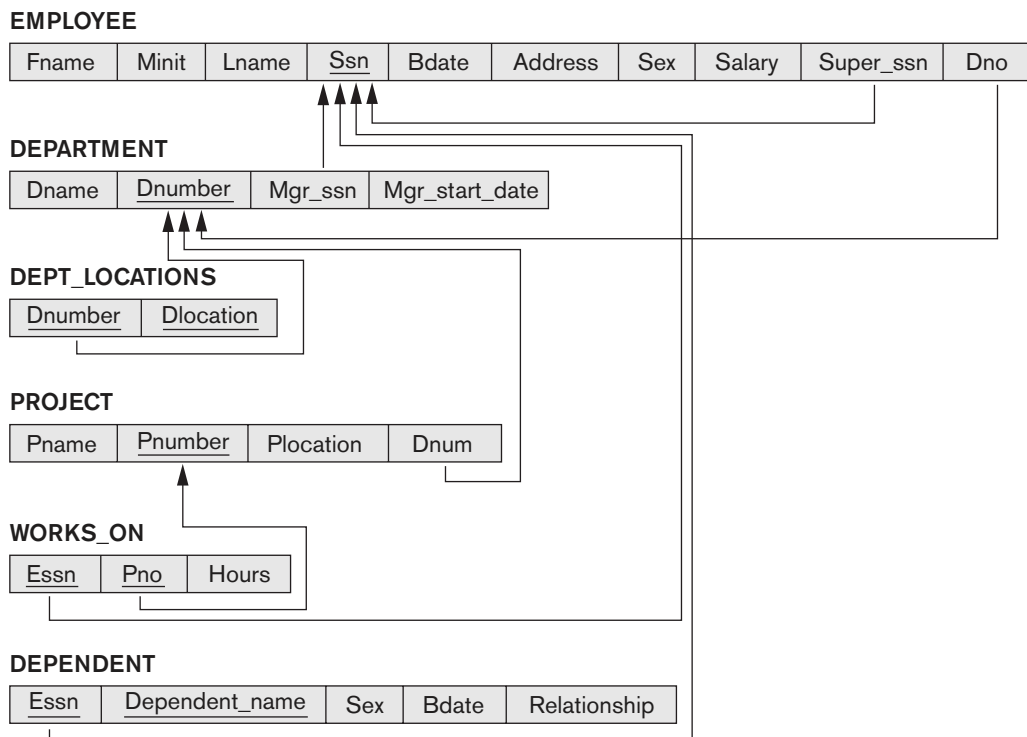 EMPLOYEE
Fname Minit Lname Ssn Bdate Address Sex Salary Super_ssn Dno
DEPARTMENT
Dname Dnumber Mgr_ssn Mgr_start_date
DEPT_LOCATIONS
Dnumber Dlocation
PROJECT
Pname Pnumber Plocation Dnum
WORKS_ON
Essn Pno Hours
DEPENDENT
Essn Dependent_name Sex Bdate Relationship